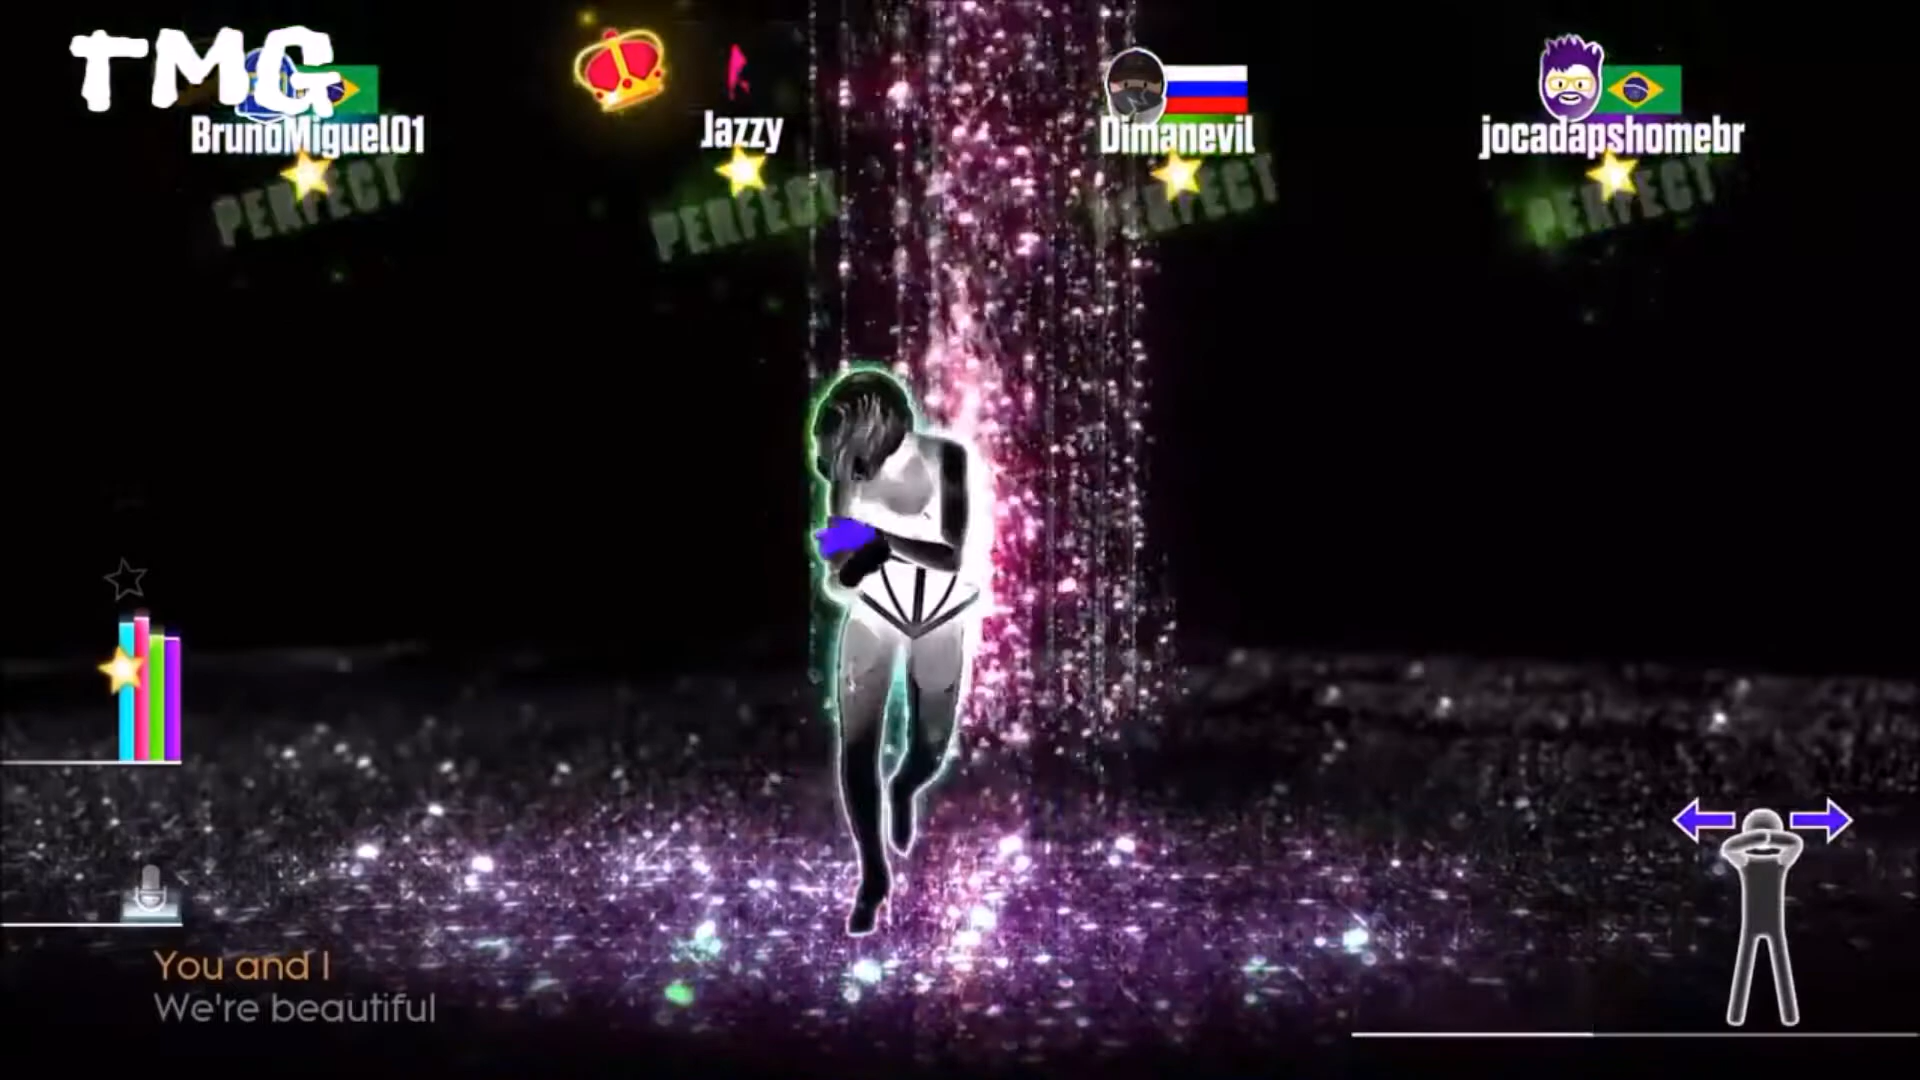 TMG
BrunoMiguel01
Jazzy
Dimanevil
jocadapshomebr
PERFECT
PERFECT
PERFECT
PERFECT
You and I
We're beautiful